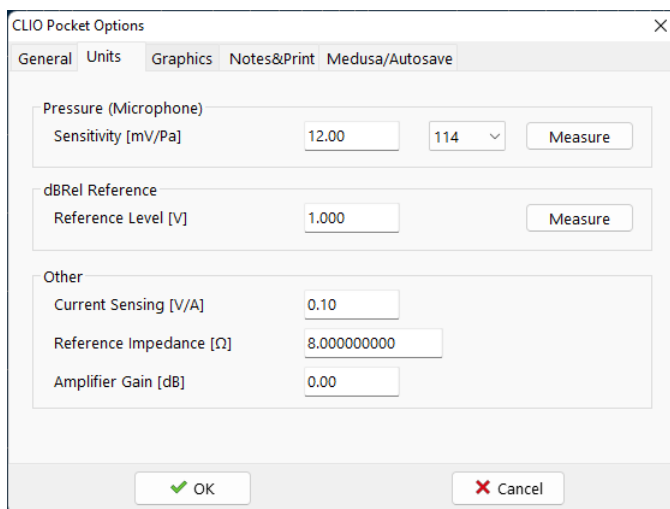 CLIO Pocket Options
General Units Graphics Notes&Print Medusa/Autosave
Pressure (Microphone)
Sensitivity [mV/Pa] 12.00 114 Measure
dBRel Reference
Reference Level [V] 1.000 Measure
Other
Current Sensing [V/A] 0.10
Reference Impedance [Ω] 8.000000000
Amplifier Gain [dB] 0.00
OK Cancel